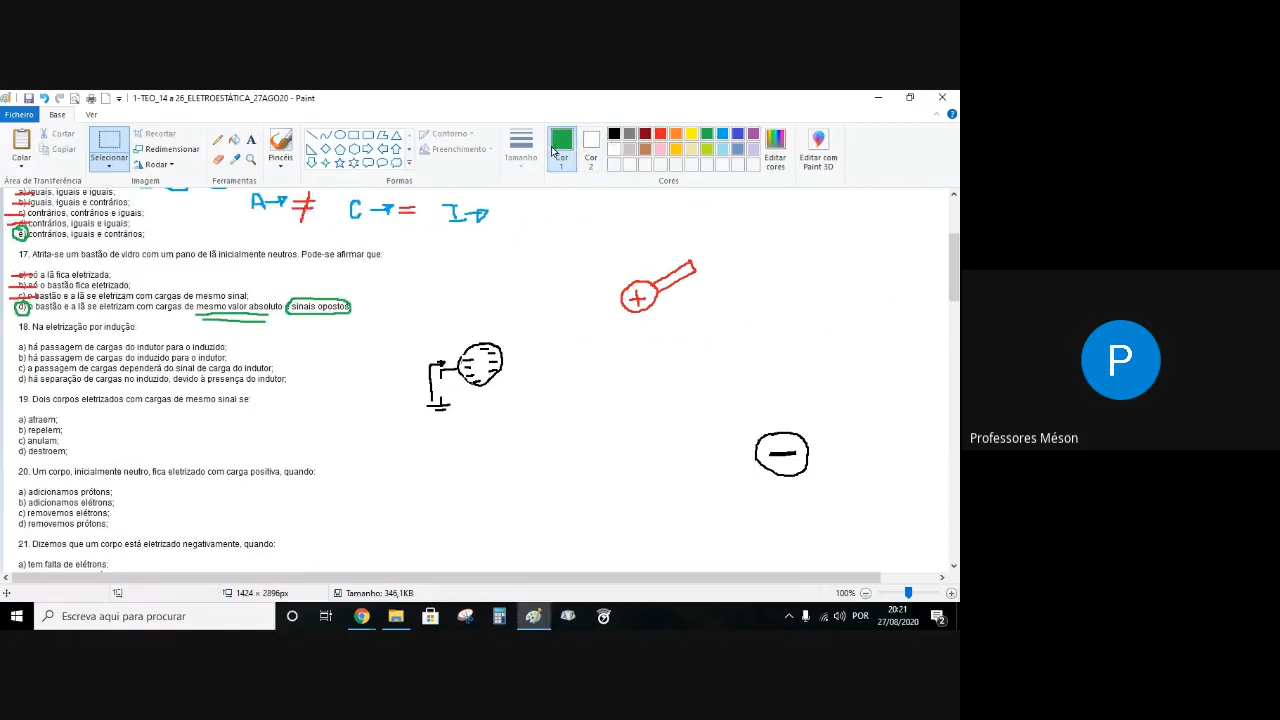 1-TEO_14 a 26_ELETROESTÁTICA_27AGO20 - Paint
Ficheiro Base Ver
Colar
Cortar
Copiar
Área de Transferência
Selecionar
Recortar
Redimensionar
Rodar
Imagem
A
Ferramentas
Pincéis
Contorno
Preenchimento
Formas
Tamanho
Cor 1
Cor 2
Editar cores
Cores
Editar com Paint 3D
a) iguais, iguais e iguais;
b) iguais, iguais e contrários;
c) contrários, contrários e iguais;
d) contrários, iguais e iguais;
e) contrários, iguais e contrários;
A → ≠ C → = I →
17. Atrita-se um bastão de vidro com um pano de lã inicialmente neutros. Pode-se afirmar que:
a) só a lã fica eletrizada;
b) só o bastão fica eletrizado;
c) o bastão e a lã se eletrizam com cargas de mesmo sinal;
d) o bastão e a lã se eletrizam com cargas de mesmo valor absoluto e sinais opostos
18. Na eletrização por indução:
a) há passagem de cargas do indutor para o induzido;
b) há passagem de cargas do induzido para o indutor;
c) a passagem de cargas dependerá do sinal de carga do indutor;
d) há separação de cargas no induzido, devido à presença do indutor;
19. Dois corpos eletrizados com cargas de mesmo sinal se:
a) atraem;
b) repelem;
c) anulam;
d) destroem;
20. Um corpo, inicialmente neutro, fica eletrizado com carga positiva, quando:
a) adicionamos prótons;
b) adicionamos elétrons;
c) removemos elétrons;
d) removemos prótons;
21. Dizemos que um corpo está eletrizado negativamente, quando:
a) tem falta de elétrons;
+
−
1424 × 2896px
Tamanho: 346,1KB
100%
Escreva aqui para procurar
POR
20:21
27/08/2020
2
P
Professores Méson